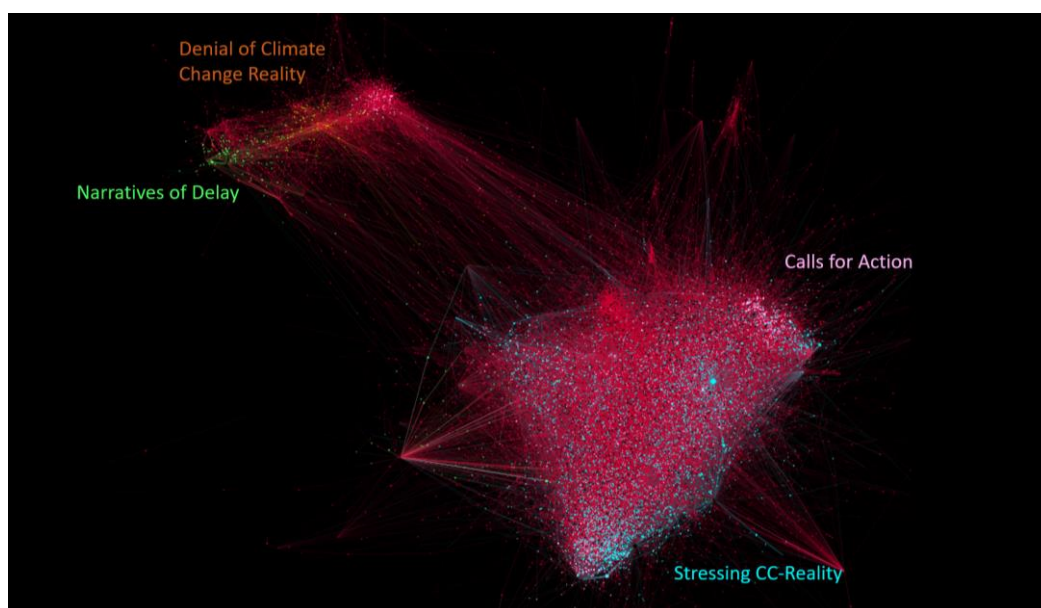 Denial of Climate
Change Reality
Narratives of Delay
Calls for Action
Stressing CC-Reality